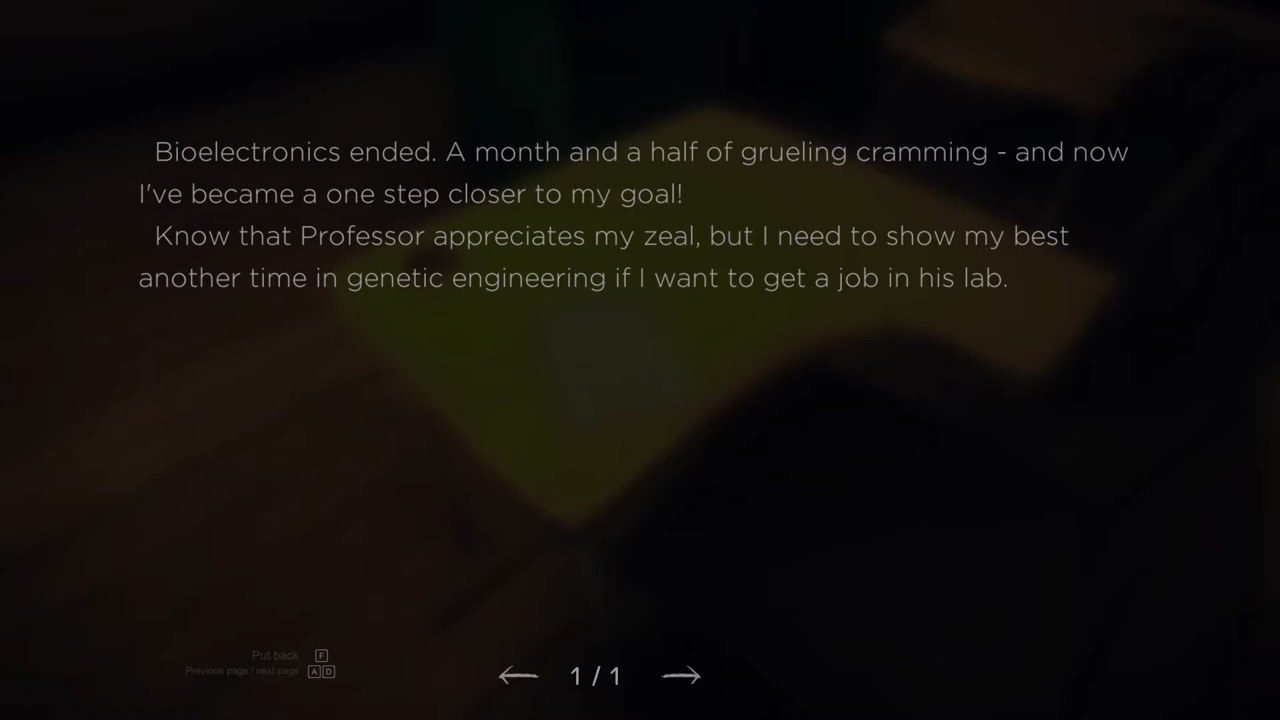 Bioelectronics ended. A month and a half of grueling cramming - and now
I've became a one step closer to my goal!
Know that Professor appreciates my zeal, but I need to show my best
another time in genetic engineering if I want to get a job in his lab.
Put back F
Previous page / next page A D
← 1 / 1 →